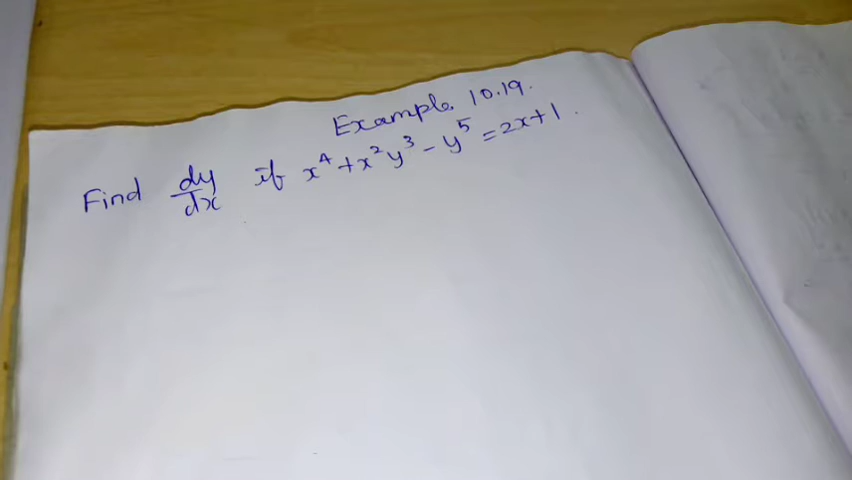 Example 10.19.
Find dy/dx if x⁴+x²y³-y⁵=2x+1.